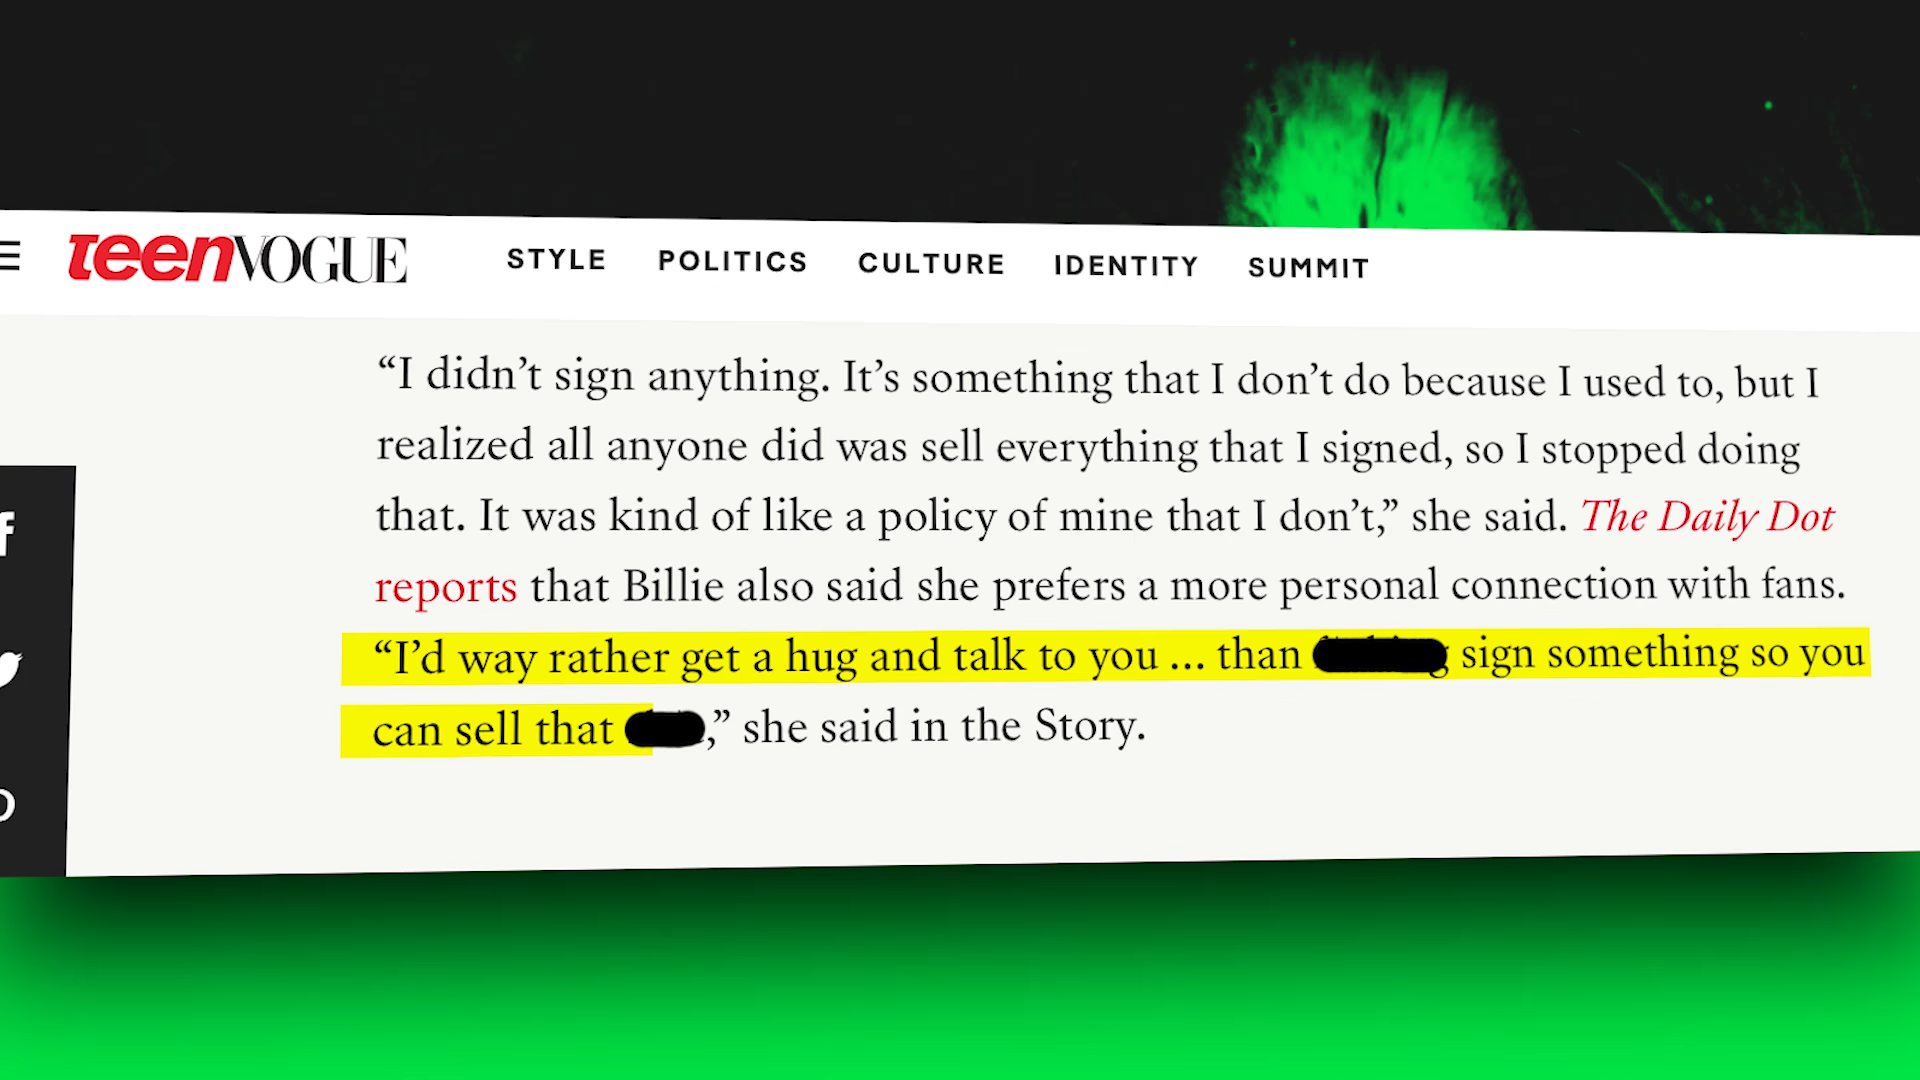 teenVOGUE
STYLE POLITICS CULTURE IDENTITY SUMMIT
“I didn’t sign anything. It’s something that I don’t do because I used to, but I
realized all anyone did was sell everything that I signed, so I stopped doing
that. It was kind of like a policy of mine that I don’t,” she said. The Daily Dot
reports that Billie also said she prefers a more personal connection with fans.
“I’d way rather get a hug and talk to you ... than sign something so you
can sell that ,” she said in the Story.